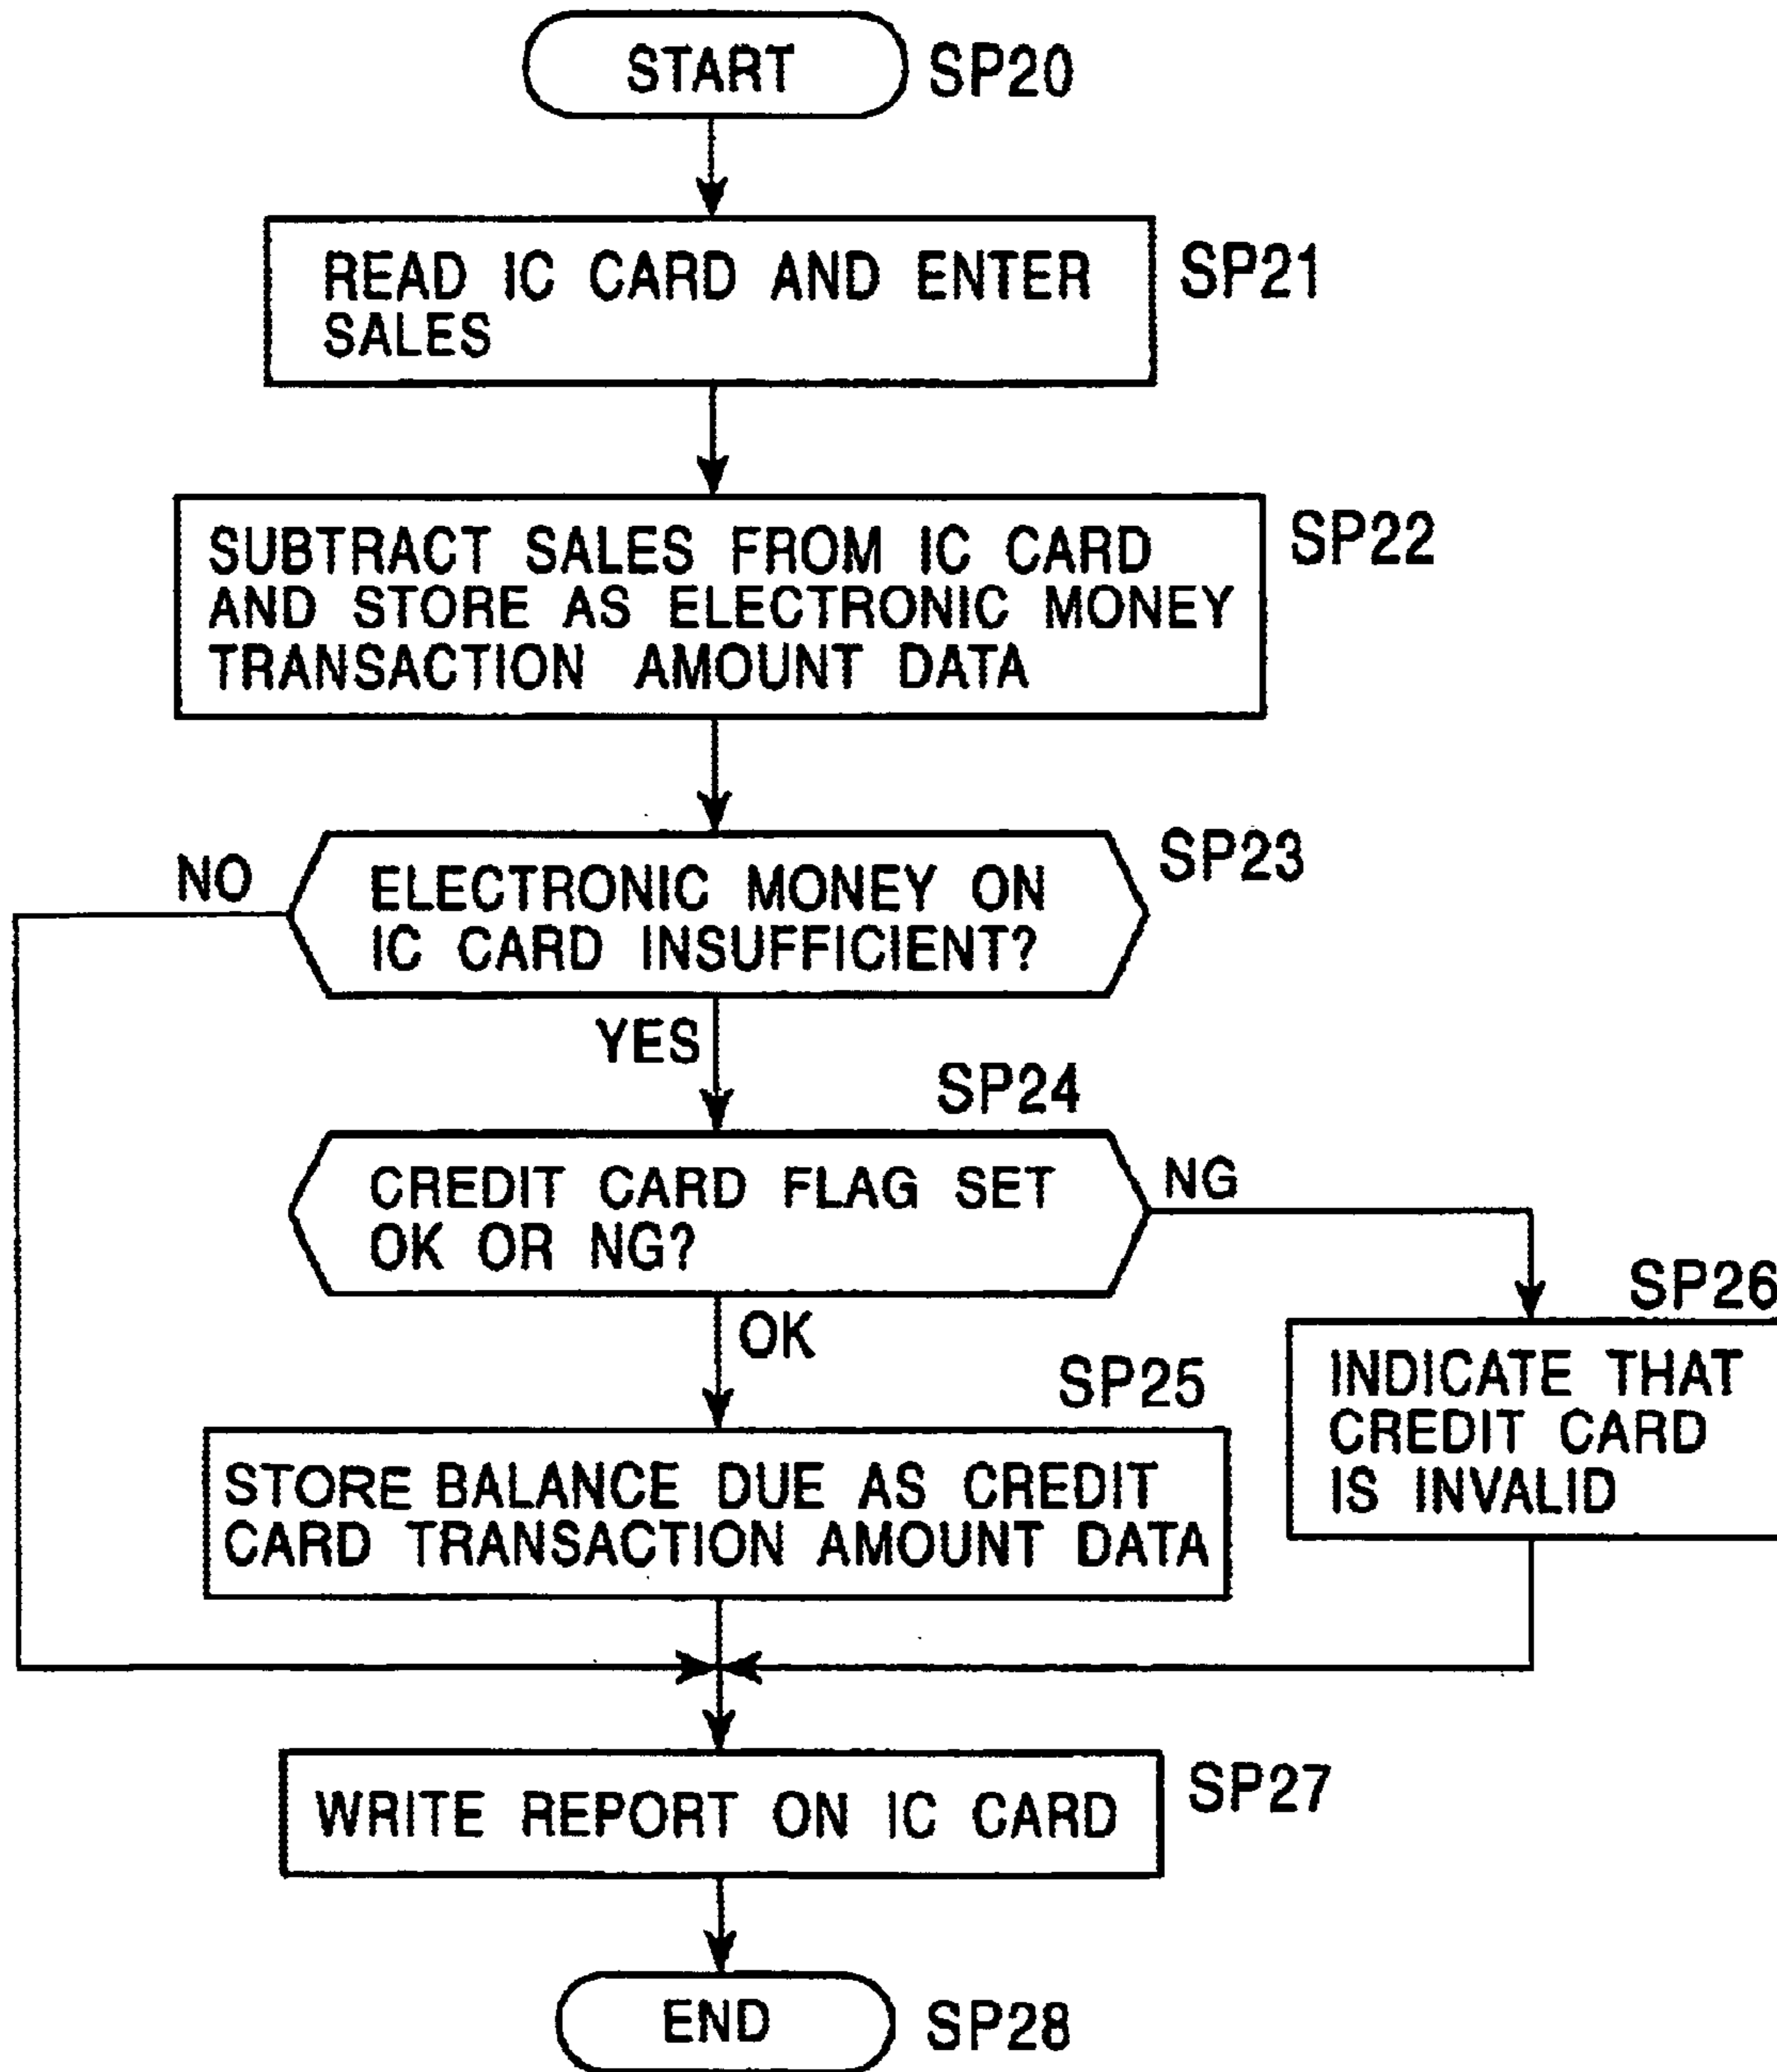 START
SP20
READ IC CARD AND ENTER
SALES
SP21
SUBTRACT SALES FROM IC CARD
AND STORE AS ELECTRONIC MONEY
TRANSACTION AMOUNT DATA
SP22
ELECTRONIC MONEY ON
IC CARD INSUFFICIENT?
SP23
NO
YES
SP24
CREDIT CARD FLAG SET
OK OR NG?
NG
OK
SP26
INDICATE THAT
CREDIT CARD
IS INVALID
SP25
STORE BALANCE DUE AS CREDIT
CARD TRANSACTION AMOUNT DATA
WRITE REPORT ON IC CARD
SP27
END
SP28